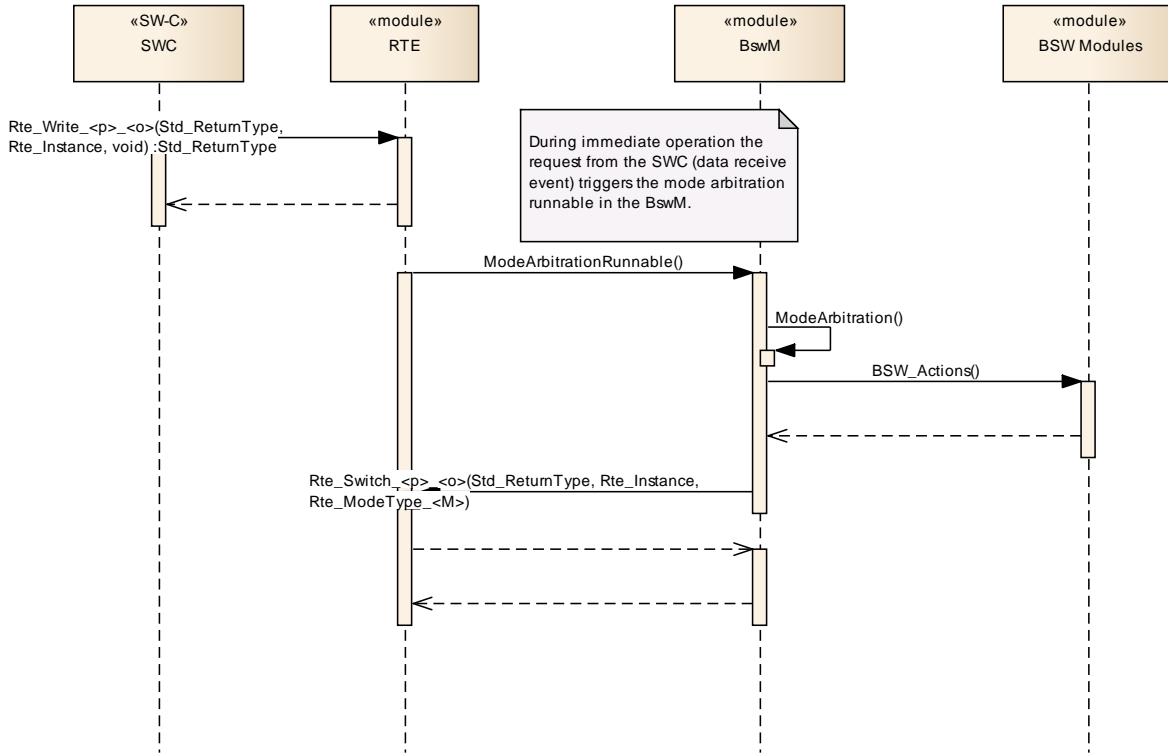 «SW-C»
SWC
«module»
RTE
«module»
BswM
«module»
BSW Modules
Rte_Write_<p>_<o>(Std_ReturnType,
Rte_Instance, void) :Std_ReturnType
During immediate operation the
request from the SWC (data receive
event) triggers the mode arbitration
runnable in the BswM.
ModeArbitrationRunnable()
ModeArbitration()
BSW_Actions()
Rte_Switch_<p>_<o>(Std_ReturnType, Rte_Instance,
Rte_ModeType_<M>)